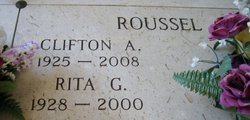 ROUSSEL
CLIFTON A.
1925 - 2008
RITA G.
1928 - 2000